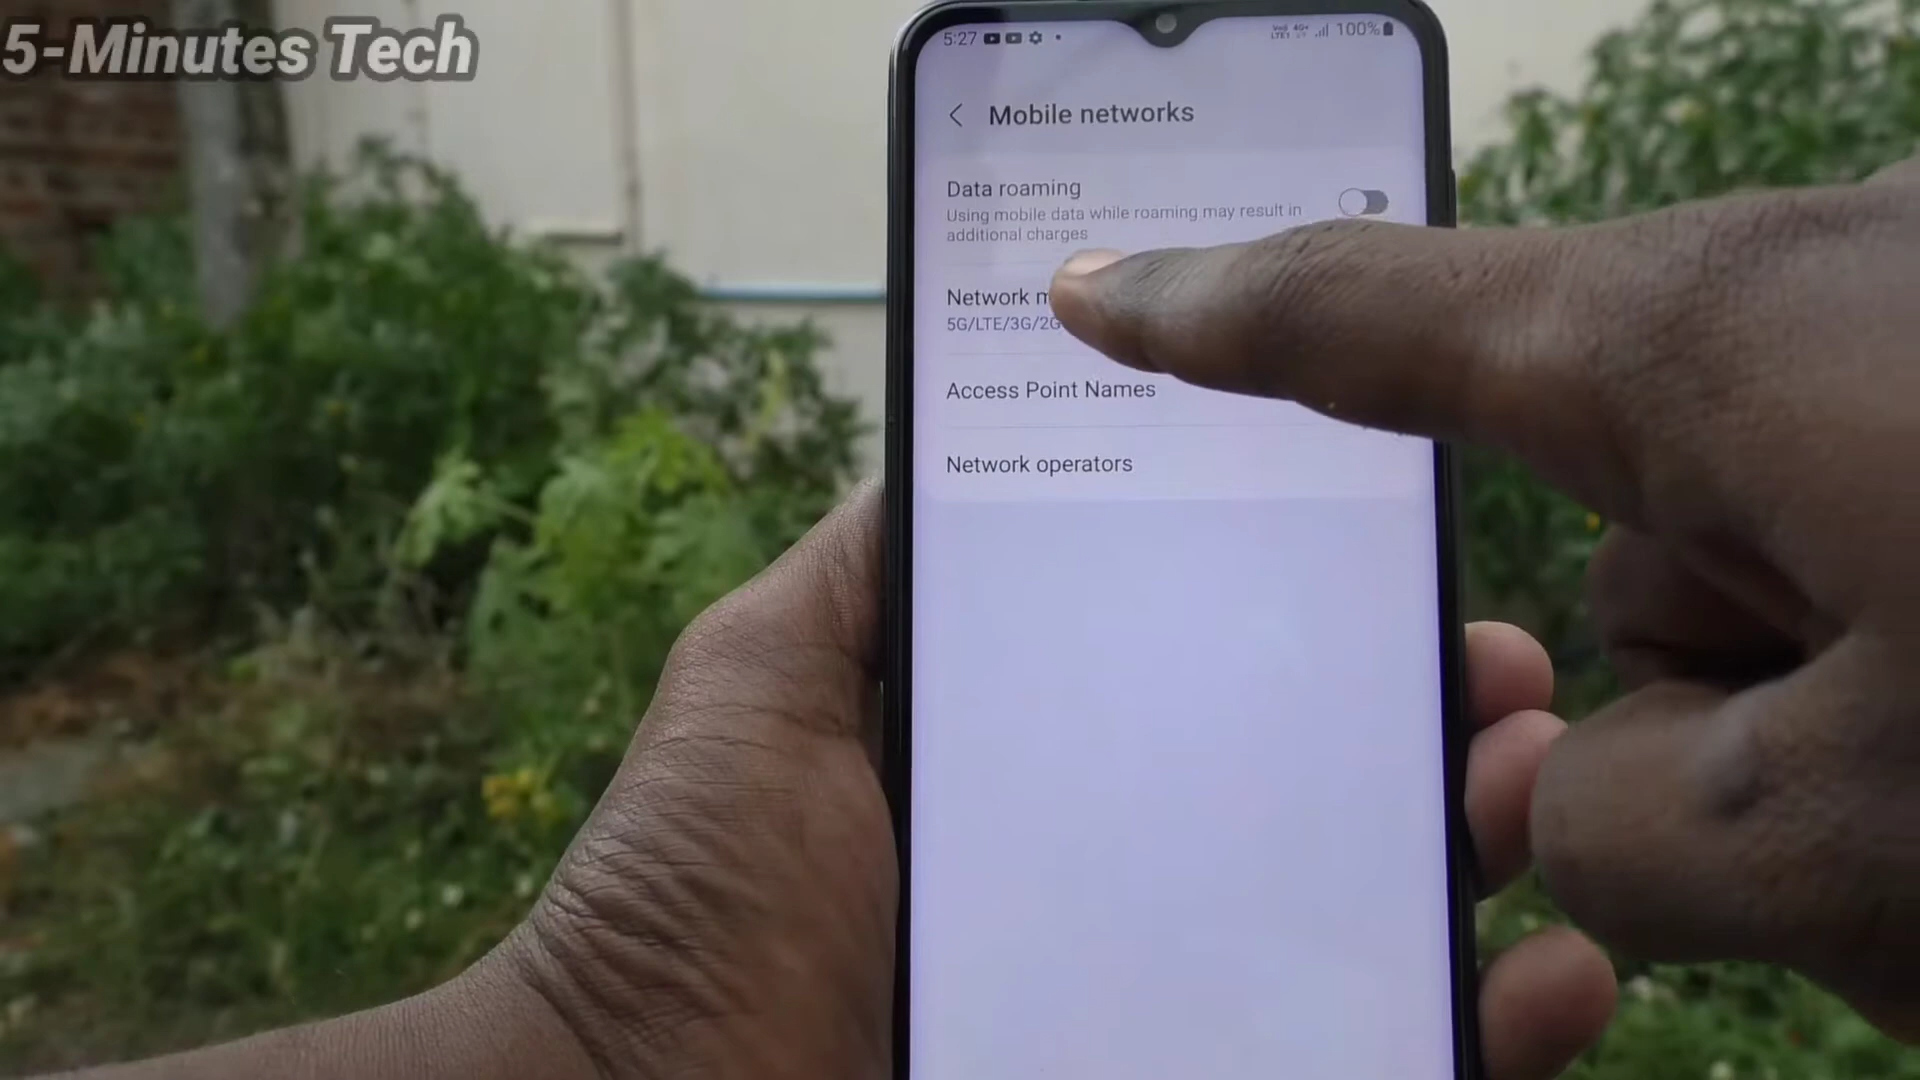 5-Minutes Tech
5:27
100%
Mobile networks
Data roaming
Using mobile data while roaming may result in
additional charges
Network
5G/LTE/3G/2G
Access Point Names
Network operators